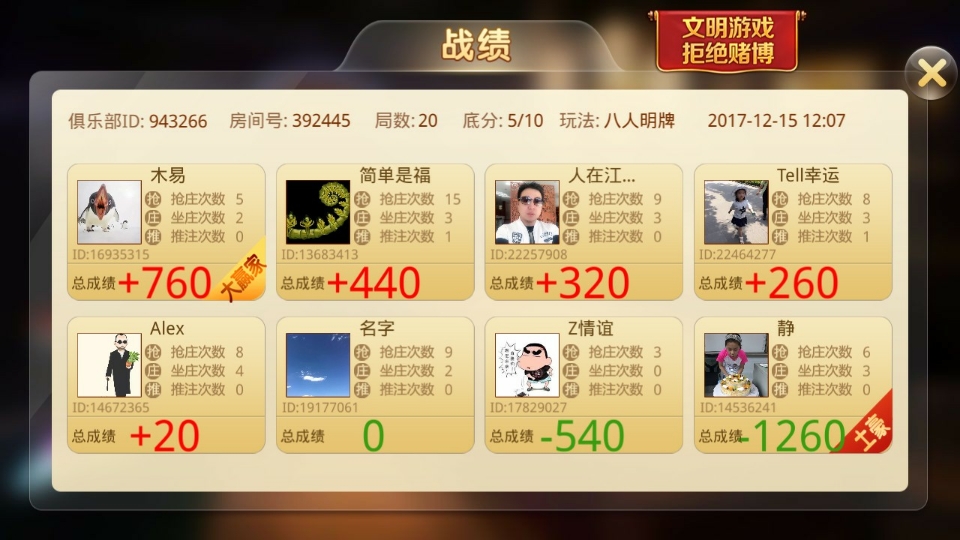 战绩
文明游戏
拒绝赌博
俱乐部ID: 943266 房间号: 392445 局数: 20 底分: 5/10 玩法: 八人明牌 2017-12-15 12:07
木易
抢 抢庄次数 5
庄 坐庄次数 2
推 推注次数 0
ID:16935315
总成绩 +760
大赢家
简单是福
抢 抢庄次数 15
庄 坐庄次数 3
推 推注次数 1
ID:13683413
总成绩 +440
人在江...
抢 抢庄次数 9
庄 坐庄次数 3
推 推注次数 0
ID:22257908
总成绩 +320
Tell幸运
抢 抢庄次数 8
庄 坐庄次数 3
推 推注次数 1
ID:22464277
总成绩 +260
Alex
抢 抢庄次数 8
庄 坐庄次数 4
推 推注次数 0
ID:14672365
总成绩 +20
名字
抢 抢庄次数 9
庄 坐庄次数 2
推 推注次数 0
ID:19177061
总成绩 0
Z情谊
抢 抢庄次数 3
庄 坐庄次数 0
推 推注次数 0
ID:17829027
总成绩 -540
静
抢 抢庄次数 6
庄 坐庄次数 3
推 推注次数 0
ID:14536241
总成绩 -1260
土豪